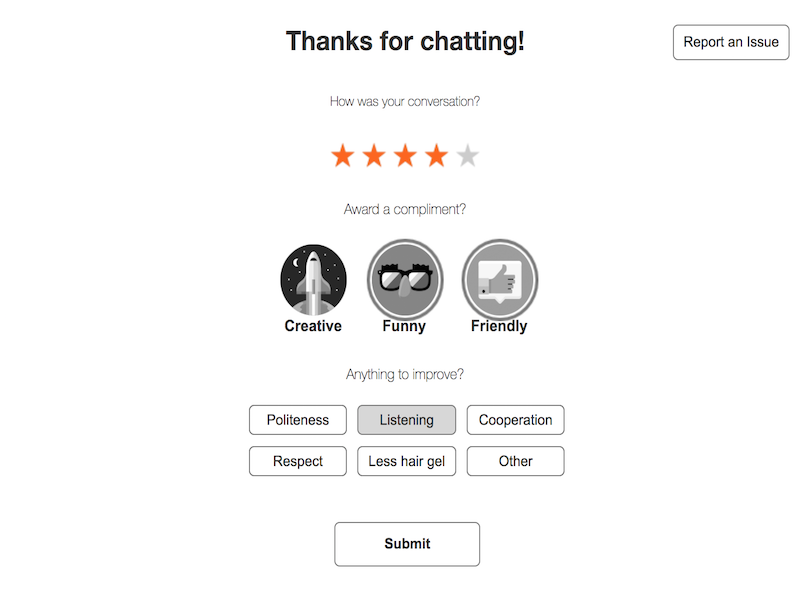 Thanks for chatting!
Report an Issue
How was your conversation?
Award a compliment?
Creative Funny Friendly
Anything to improve?
Politeness Listening Cooperation
Respect Less hair gel Other
Submit